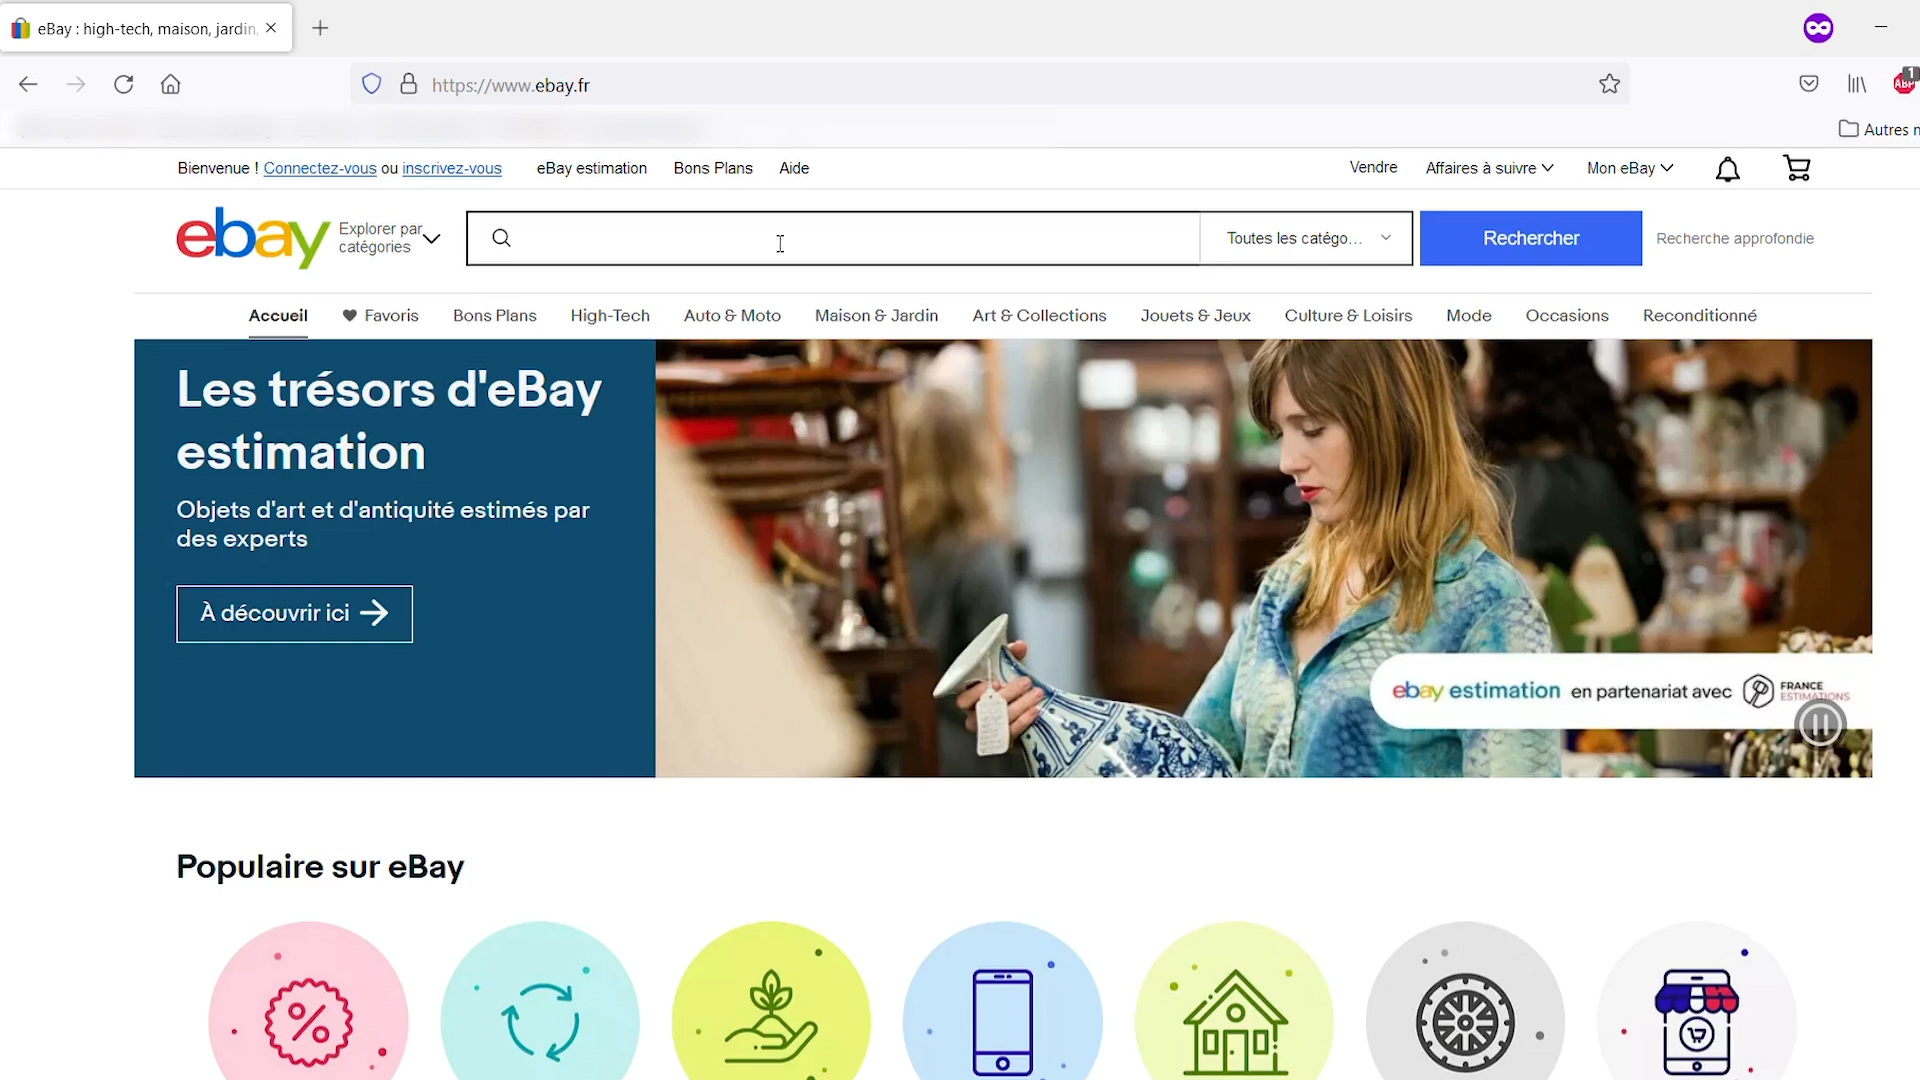 eBay : high-tech, maison, jardin,
https://www.ebay.fr
1
ABP
Autres
Bienvenue ! Connectez-vous ou inscrivez-vous
eBay estimation
Bons Plans
Aide
Vendre
Affaires à suivre
Mon eBay
ebay
Explorer par
catégories
Toutes les catégo...
Rechercher
Recherche approfondie
Accueil
Favoris
Bons Plans
High-Tech
Auto & Moto
Maison & Jardin
Art & Collections
Jouets & Jeux
Culture & Loisirs
Mode
Occasions
Reconditionné
Les trésors d'eBay
estimation
Objets d'art et d'antiquité estimés par
des experts
À découvrir ici
ebay estimation en partenariat avec
FRANCE
ESTIMATIONS
Populaire sur eBay